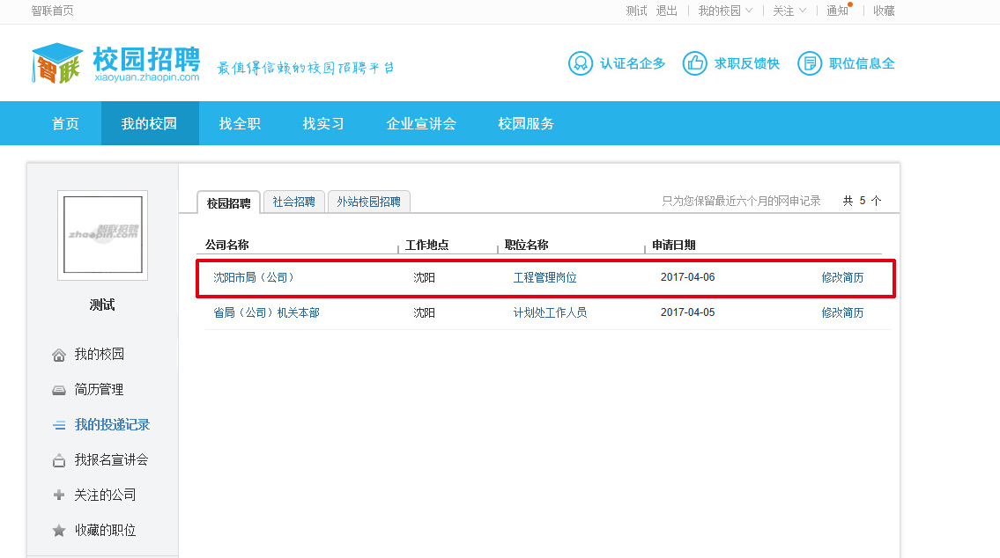 智联首页 测试 退出 我的校园 关注 通知 收藏
智联 校园招聘 最值得信赖的校园招聘平台 认证名企多 求职反馈快 职位信息全
xiaoyuan.zhaopin.com
首页 我的校园 找全职 找实习 企业宣讲会 校园服务
校园招聘 社会招聘 外站校园招聘 只为您保留最近六个月的网申记录 共 5 个
智联招聘
zhaopin.com
公司名称 工作地点 职位名称 申请日期
沈阳市局（公司） 沈阳 工程管理岗位 2017-04-06 修改简历
省局（公司）机关本部 沈阳 计划处工作人员 2017-04-05 修改简历
测试
我的校园
简历管理
我的投递记录
我报名宣讲会
关注的公司
收藏的职位